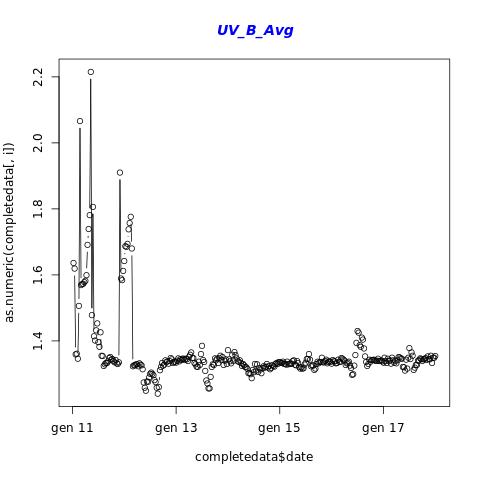 UV_B_Avg
as.numeric(completedata[, i])
2.2
2.0
1.8
1.6
1.4
gen 11
gen 13
gen 15
gen 17
completedata$date